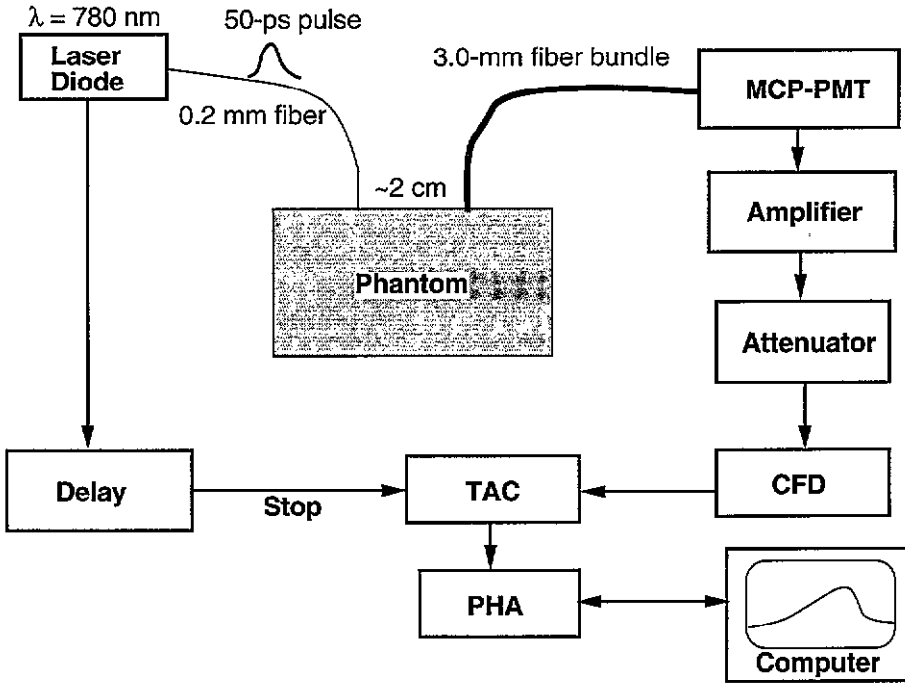 λ = 780 nm
50-ps pulse
Laser
Diode
0.2 mm fiber
3.0-mm fiber bundle
MCP-PMT
~2 cm
Amplifier
Phantom
Attenuator
Delay
Stop
TAC
CFD
PHA
Computer